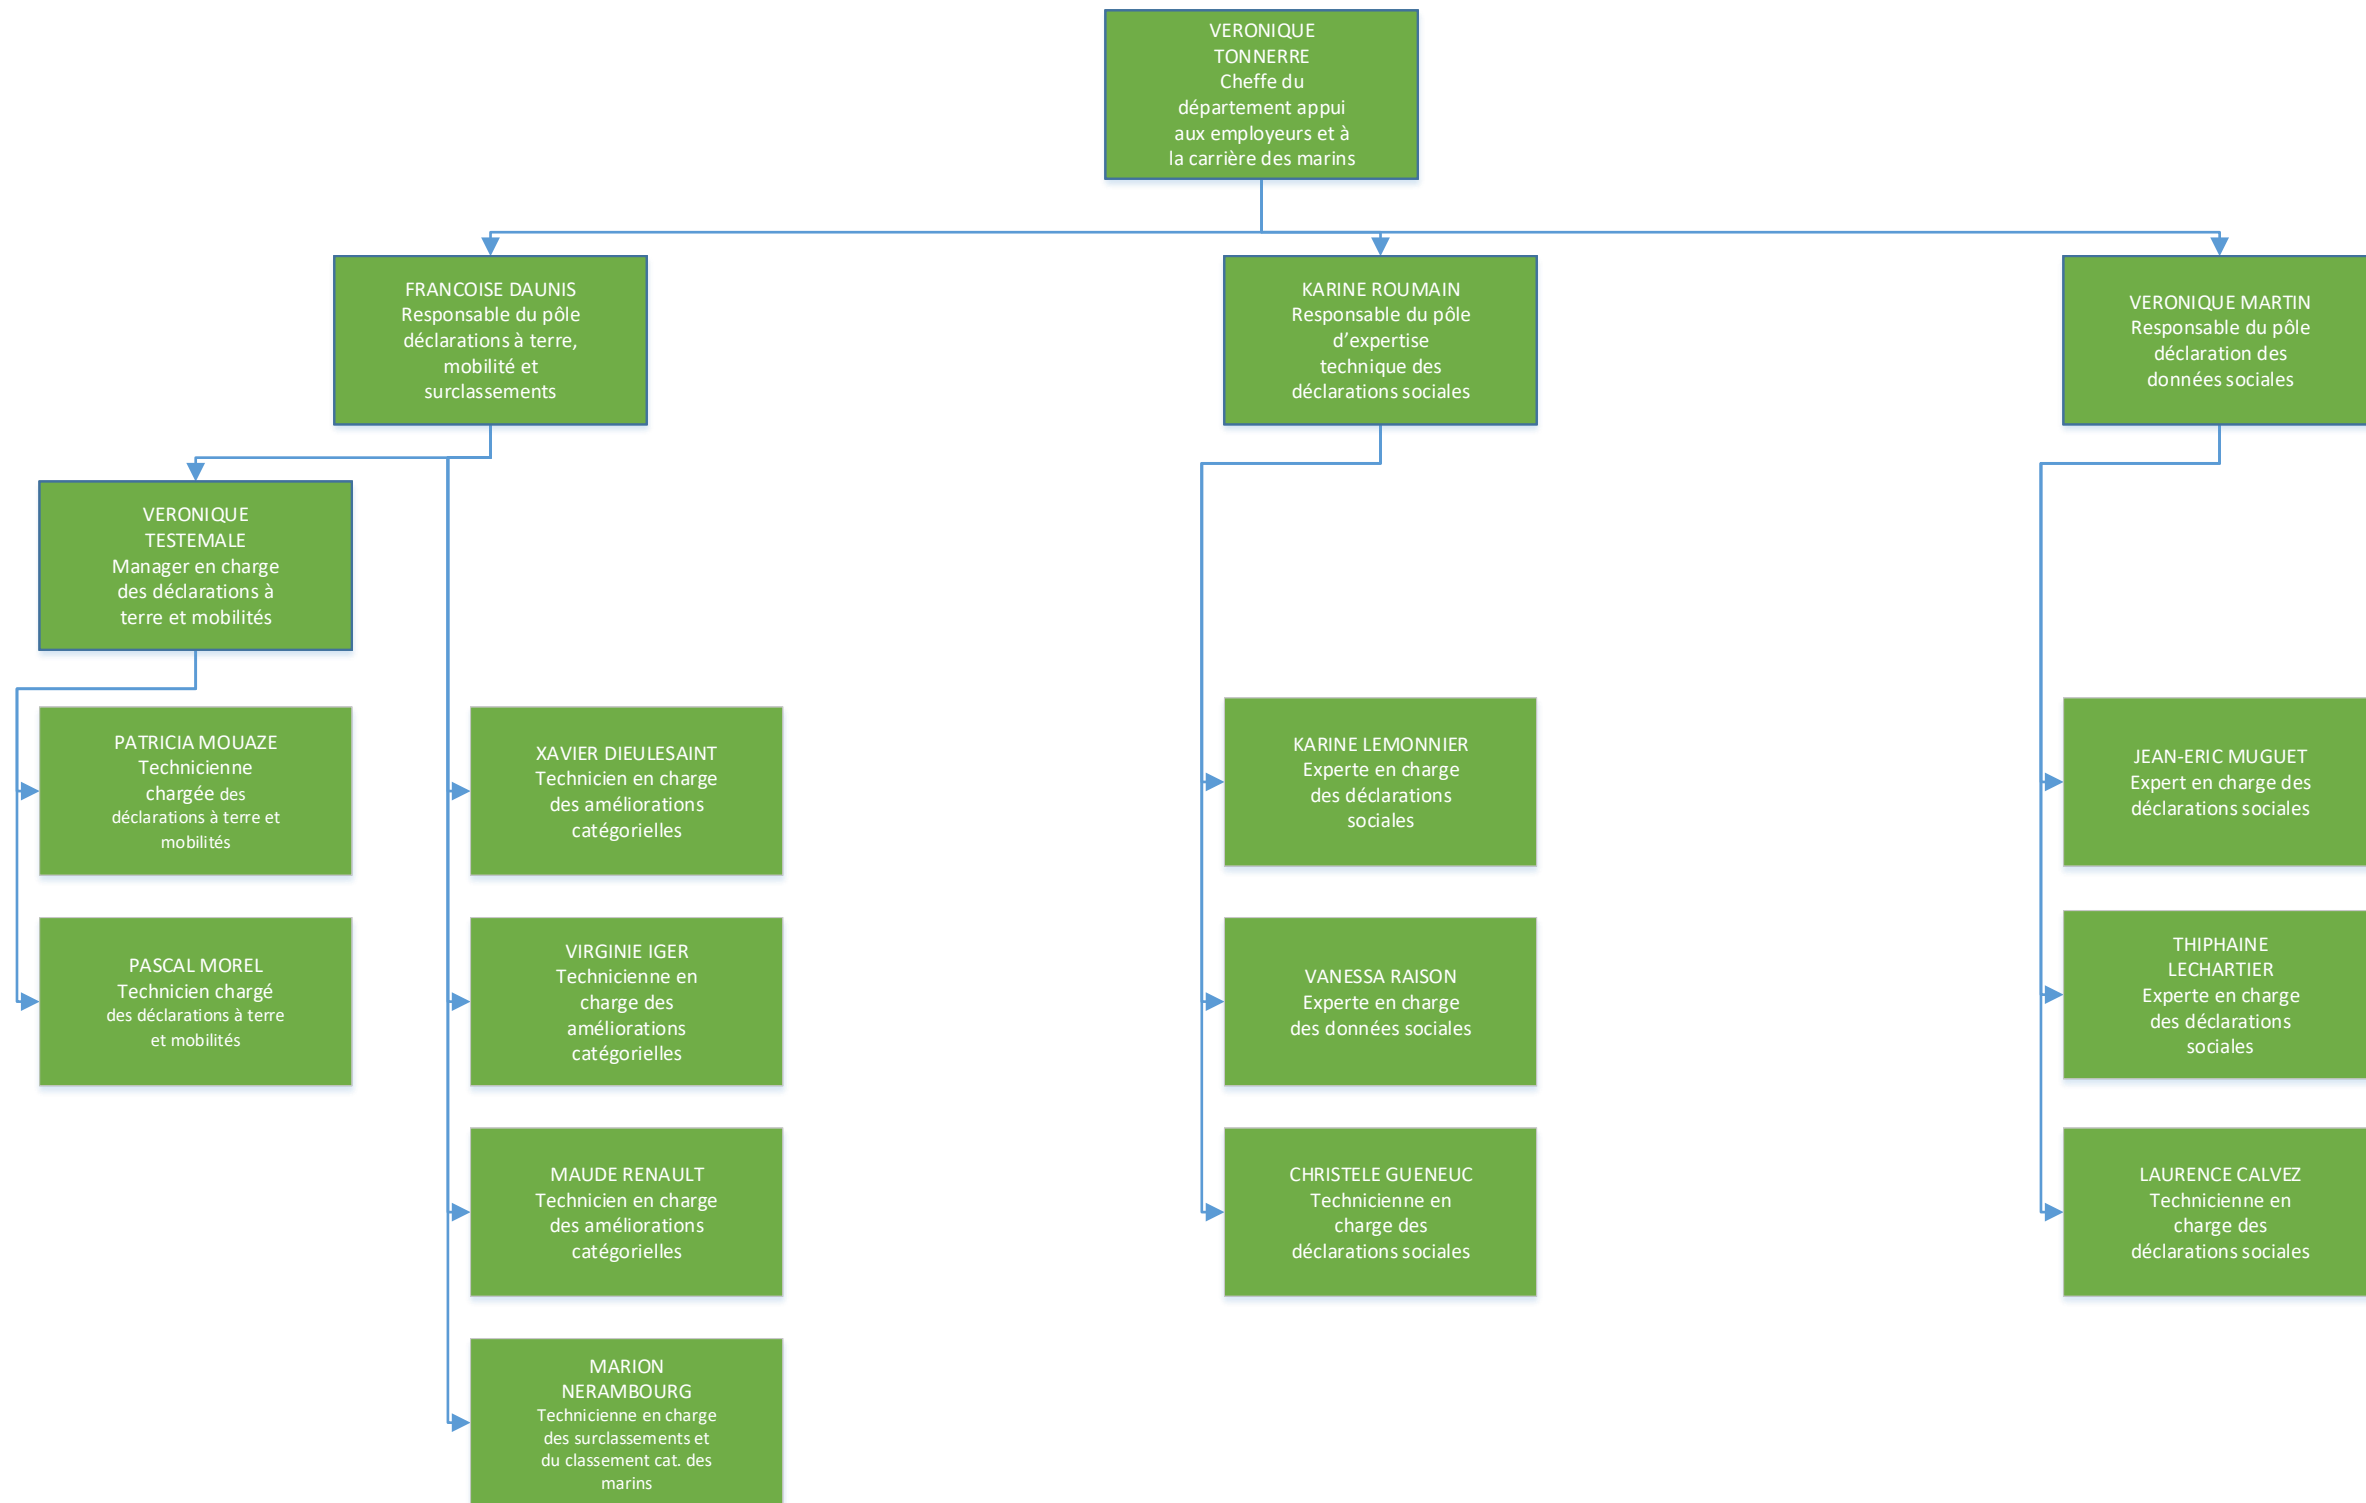 VERONIQUE
TONNERRE
Cheffe du
département appui
aux employeurs et à
la carrière des marins
FRANCOISE DAUNIS
Responsable du pôle
déclarations à terre,
mobilité et
surclassements
KARINE ROUMAIN
Responsable du pôle
d’expertise
technique des
déclarations sociales
VERONIQUE MARTIN
Responsable du pôle
déclaration des
données sociales
VERONIQUE
TESTEMALE
Manager en charge
des déclarations à
terre et mobilités
PATRICIA MOUAZE
Technicienne
chargée des
déclarations à terre et
mobilités
XAVIER DIEULESAINT
Technicien en charge
des améliorations
catégorielles
KARINE LEMONNIER
Experte en charge
des déclarations
sociales
JEAN-ERIC MUGUET
Expert en charge des
déclarations sociales
PASCAL MOREL
Technicien chargé
des déclarations à terre
et mobilités
VIRGINIE IGER
Technicienne en
charge des
améliorations
catégorielles
VANESSA RAISON
Experte en charge
des données sociales
THIPHAINE
LECHARTIER
Experte en charge
des déclarations
sociales
MAUDE RENAULT
Technicien en charge
des améliorations
catégorielles
CHRISTELE GUENEUC
Technicienne en
charge des
déclarations sociales
LAURENCE CALVEZ
Technicienne en
charge des
déclarations sociales
MARION
NERAMBOURG
Technicienne en charge
des surclassements et
du classement cat. des
marins